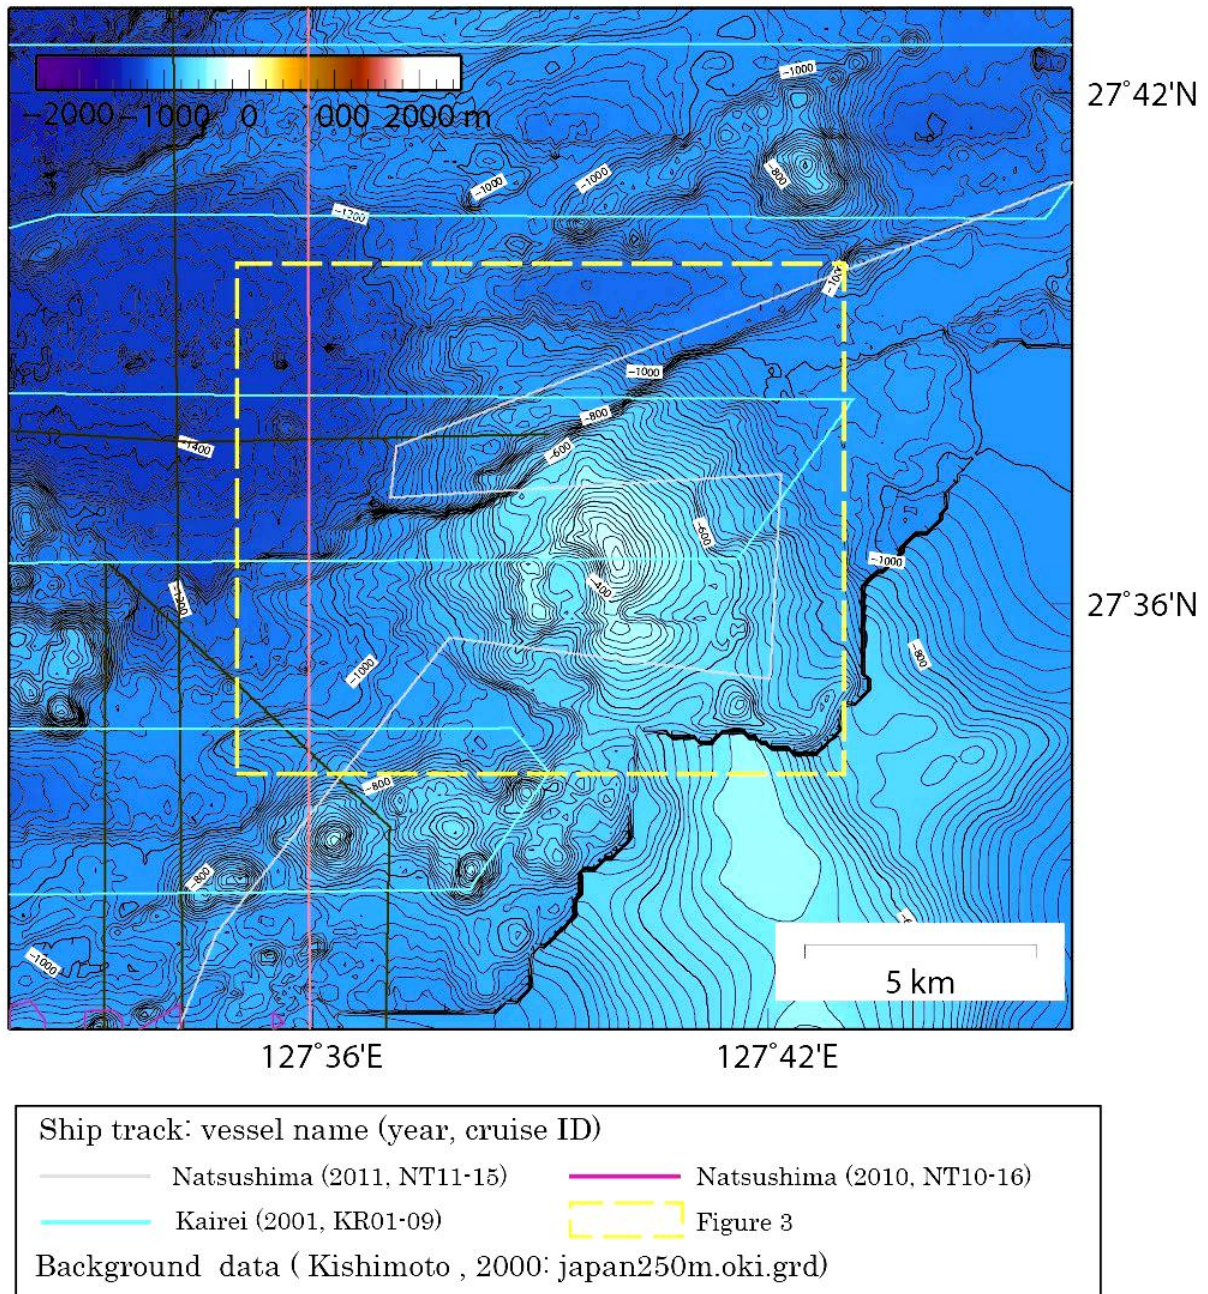 -2000 -1000 0 000 2000 m
-1000
27°42'N
-800
-1000
-1000
-1200
-1000
-800
-1400
-600
-600
-1000
-400
27°36'N
-1200
-800
-1000
-800
-800
-1000
5 km
127°36'E 127°42'E
Ship track: vessel name (year, cruise ID)
Natsushima (2011, NT11-15) Natsushima (2010, NT10-16)
Kairei (2001, KR01-09) Figure 3
Background data ( Kishimoto , 2000: japan250m.oki.grd)